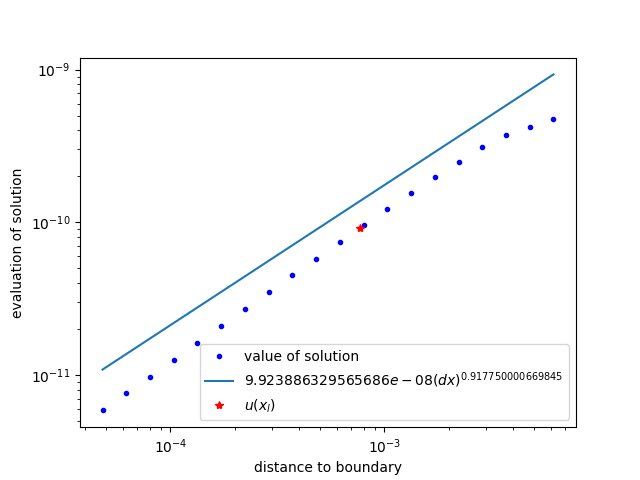 10⁻⁹
10⁻¹⁰
10⁻¹¹
evaluation of solution
value of solution
9.923886329565686e − 08(dx)^0.917750000669845
u(x_l)
10⁻⁴
10⁻³
distance to boundary